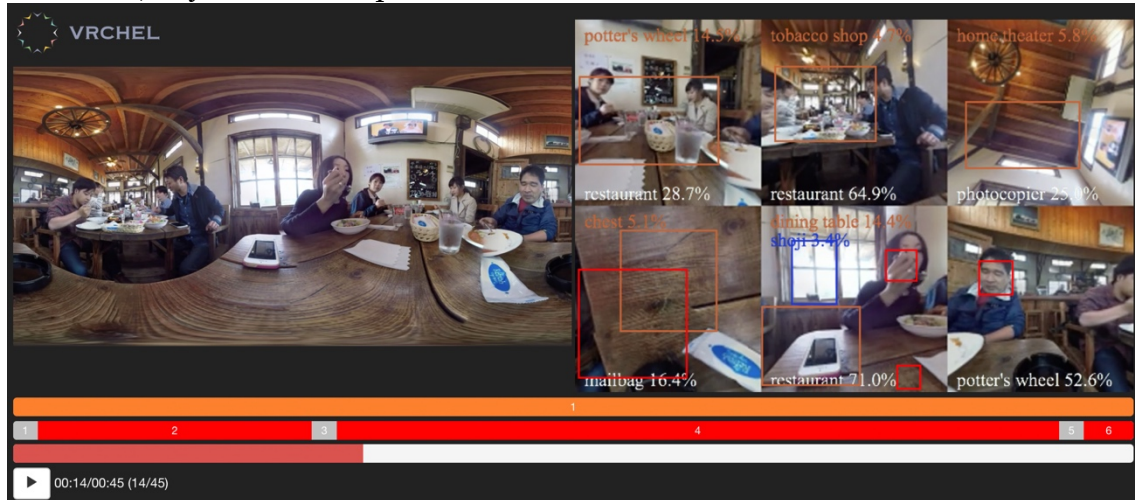 VRCHEL
potter's wheel 14.3%
tobacco shop 4.7%
home theater 5.8%
restaurant 28.7%
restaurant 64.9%
photocopier 25.8%
chest 5.1%
dining table 14.4%
shoji 3.4%
mailbag 16.4%
restaurant 71.0%
potter's wheel 52.6%
1
1 2 3 4 5 6
00:14/00:45 (14/45)